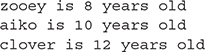 zooey is 8 years old
aiko is 10 years old
clover is 12 years old